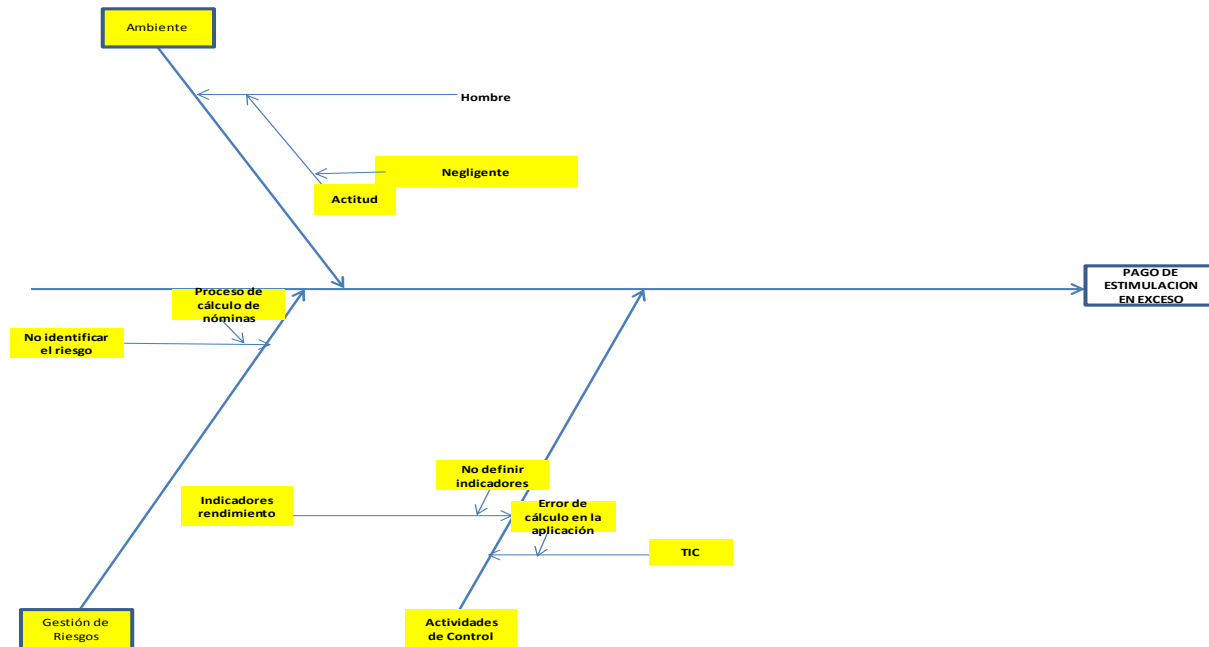 Ambiente
Hombre
Negligente
Actitud
PAGO DE
ESTIMULACION
EN EXCESO
Proceso de
cálculo de
nóminas
No identificar
el riesgo
No definir
indicadores
Indicadores
rendimiento
Error de
cálculo en la
aplicación
TIC
Gestión de
Riesgos
Actividades
de Control